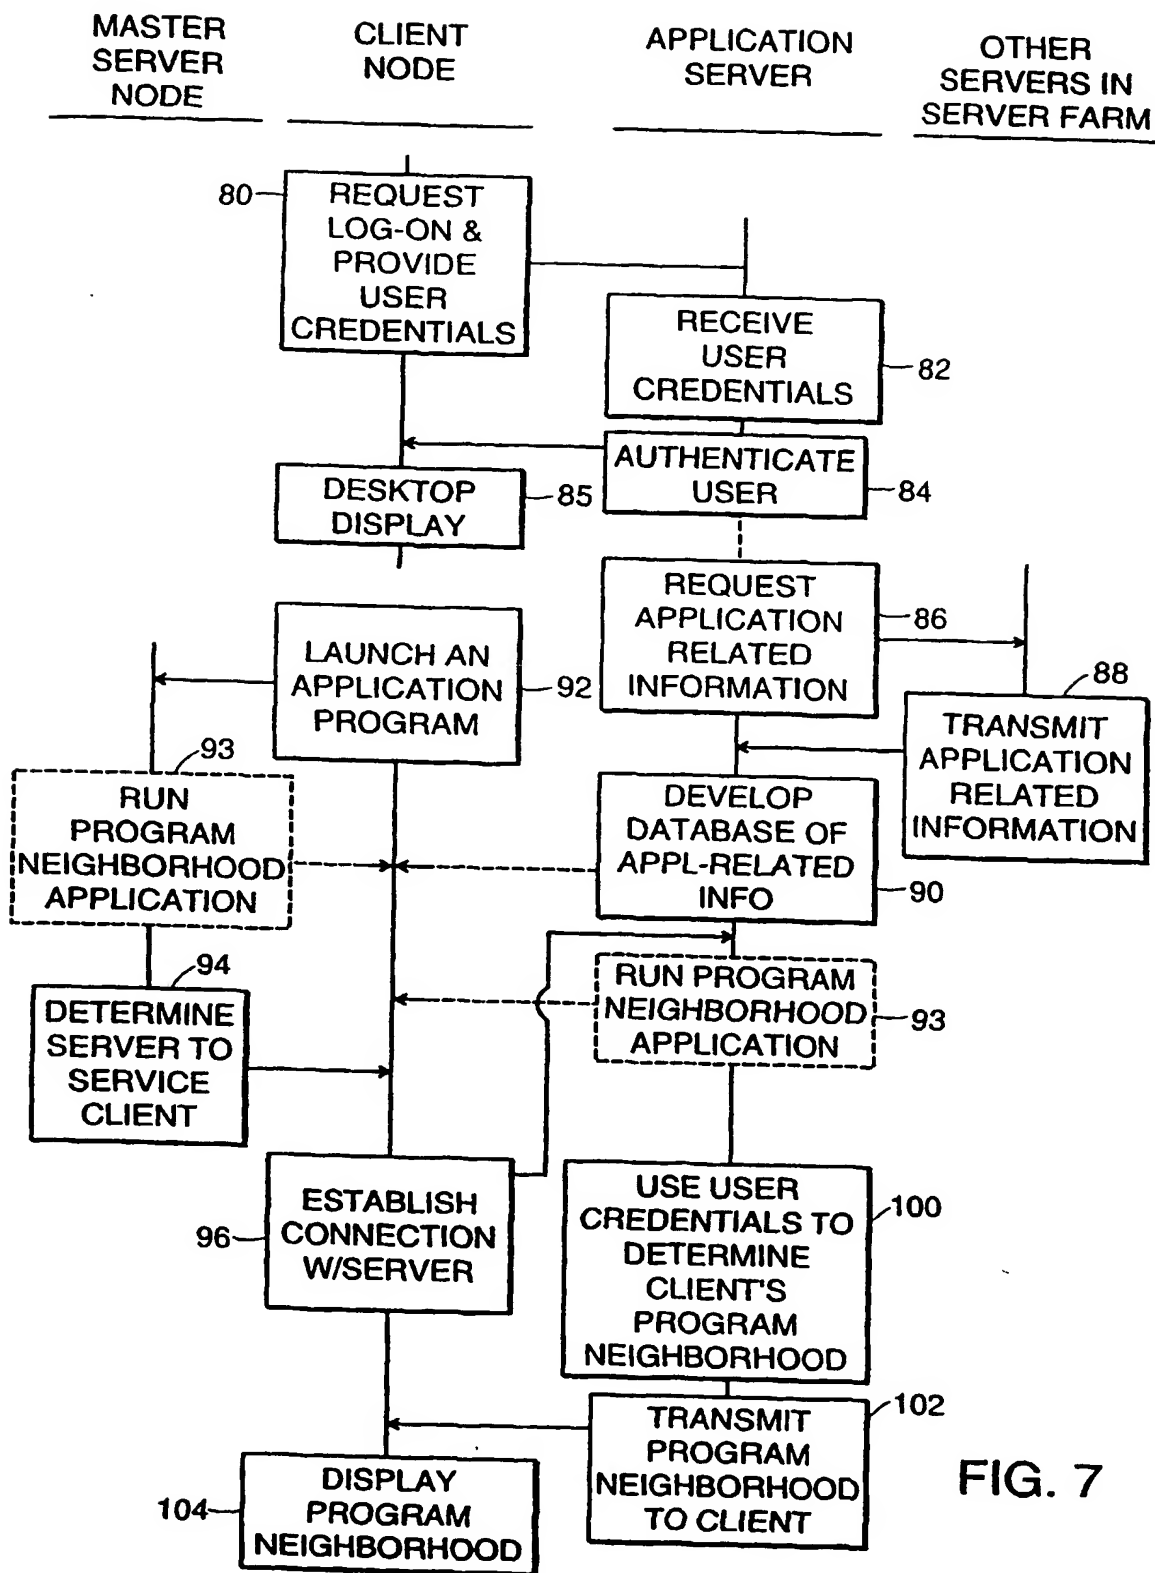 MASTER
SERVER
NODE
CLIENT
NODE
APPLICATION
SERVER
OTHER
SERVERS IN
SERVER FARM
80
REQUEST
LOG-ON &
PROVIDE
USER
CREDENTIALS
RECEIVE
USER
CREDENTIALS
82
AUTHENTICATE
USER
84
DESKTOP
DISPLAY
85
REQUEST
APPLICATION
RELATED
INFORMATION
86
88
TRANSMIT
APPLICATION
RELATED
INFORMATION
LAUNCH AN
APPLICATION
PROGRAM
92
93
RUN
PROGRAM
NEIGHBORHOOD
APPLICATION
DEVELOP
DATABASE OF
APPL-RELATED
INFO
90
RUN PROGRAM
NEIGHBORHOOD
APPLICATION
93
94
DETERMINE
SERVER TO
SERVICE
CLIENT
96
ESTABLISH
CONNECTION
W/SERVER
USE USER
CREDENTIALS TO
DETERMINE
CLIENT'S
PROGRAM
NEIGHBORHOOD
100
TRANSMIT
PROGRAM
NEIGHBORHOOD
TO CLIENT
102
104
DISPLAY
PROGRAM
NEIGHBORHOOD
FIG. 7